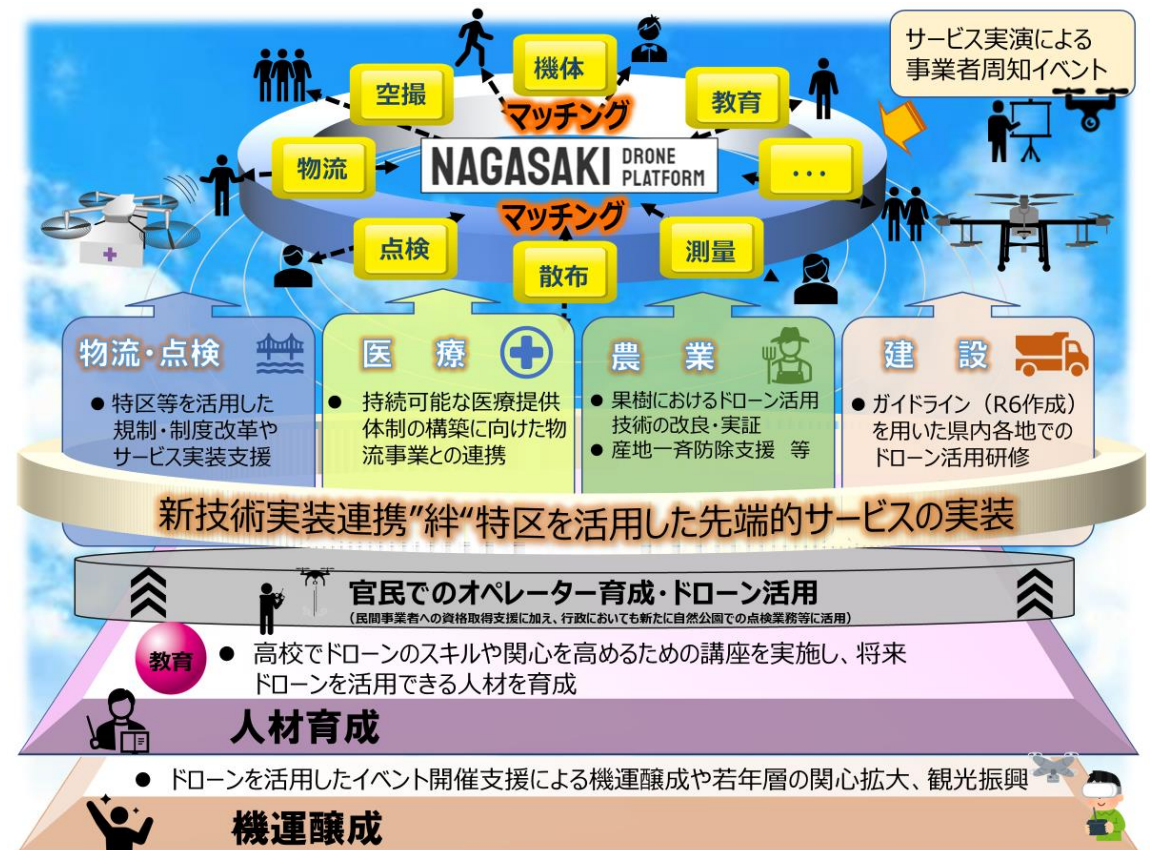 サービス実演による
事業者周知イベント
機体
空撮
教育
マッチング
物流
NAGASAKI DRONE PLATFORM
…
マッチング
点検
測量
散布
物流・点検
● 特区等を活用した
規制・制度改革や
サービス実装支援
医 療
● 持続可能な医療提供
体制の構築に向けた物
流事業との連携
農 業
● 果樹におけるドローン活用
技術の改良・実証
● 産地一斉防除支援 等
建 設
● ガイドライン（R6作成）
を用いた県内各地での
ドローン活用研修
新技術実装連携”絆“特区を活用した先端的サービスの実装
官民でのオペレーター育成・ドローン活用
（民間事業者への資格取得支援に加え、行政においても新たに自然公園での点検業務等に活用）
教育
● 高校でドローンのスキルや関心を高めるための講座を実施し、将来
ドローンを活用できる人材を育成
人材育成
● ドローンを活用したイベント開催支援による機運醸成や若年層の関心拡大、観光振興
機運醸成